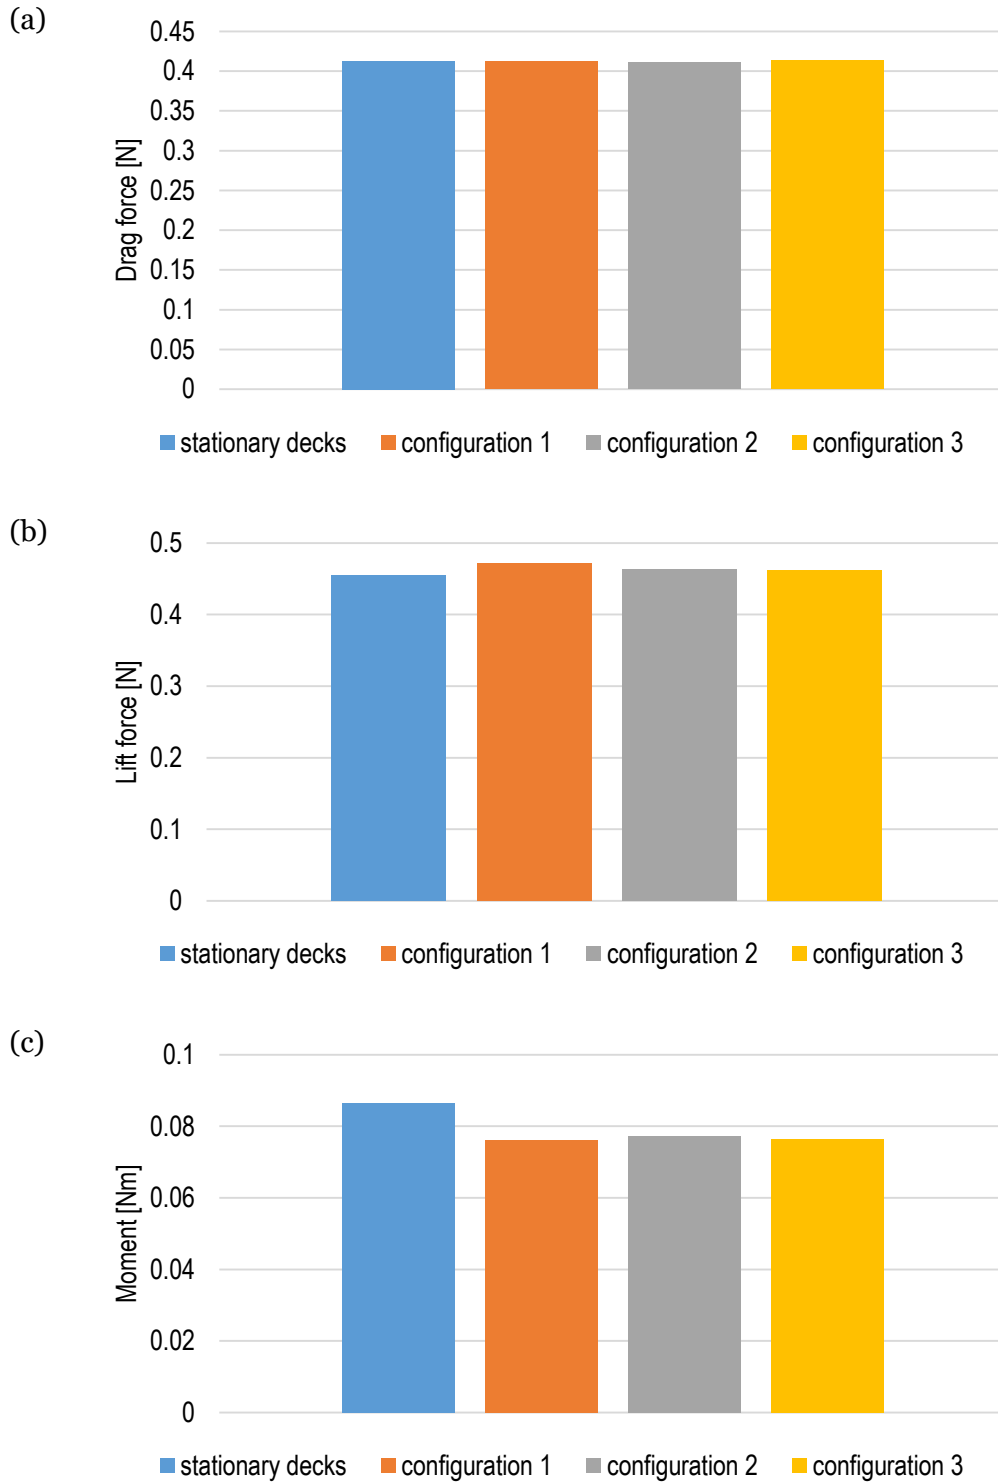 (a)
Drag force [N]
0.45
0.4
0.35
0.3
0.25
0.2
0.15
0.1
0.05
0
stationary decks configuration 1 configuration 2 configuration 3
(b)
Lift force [N]
0.5
0.4
0.3
0.2
0.1
0
stationary decks configuration 1 configuration 2 configuration 3
(c)
Moment [Nm]
0.1
0.08
0.06
0.04
0.02
0
stationary decks configuration 1 configuration 2 configuration 3